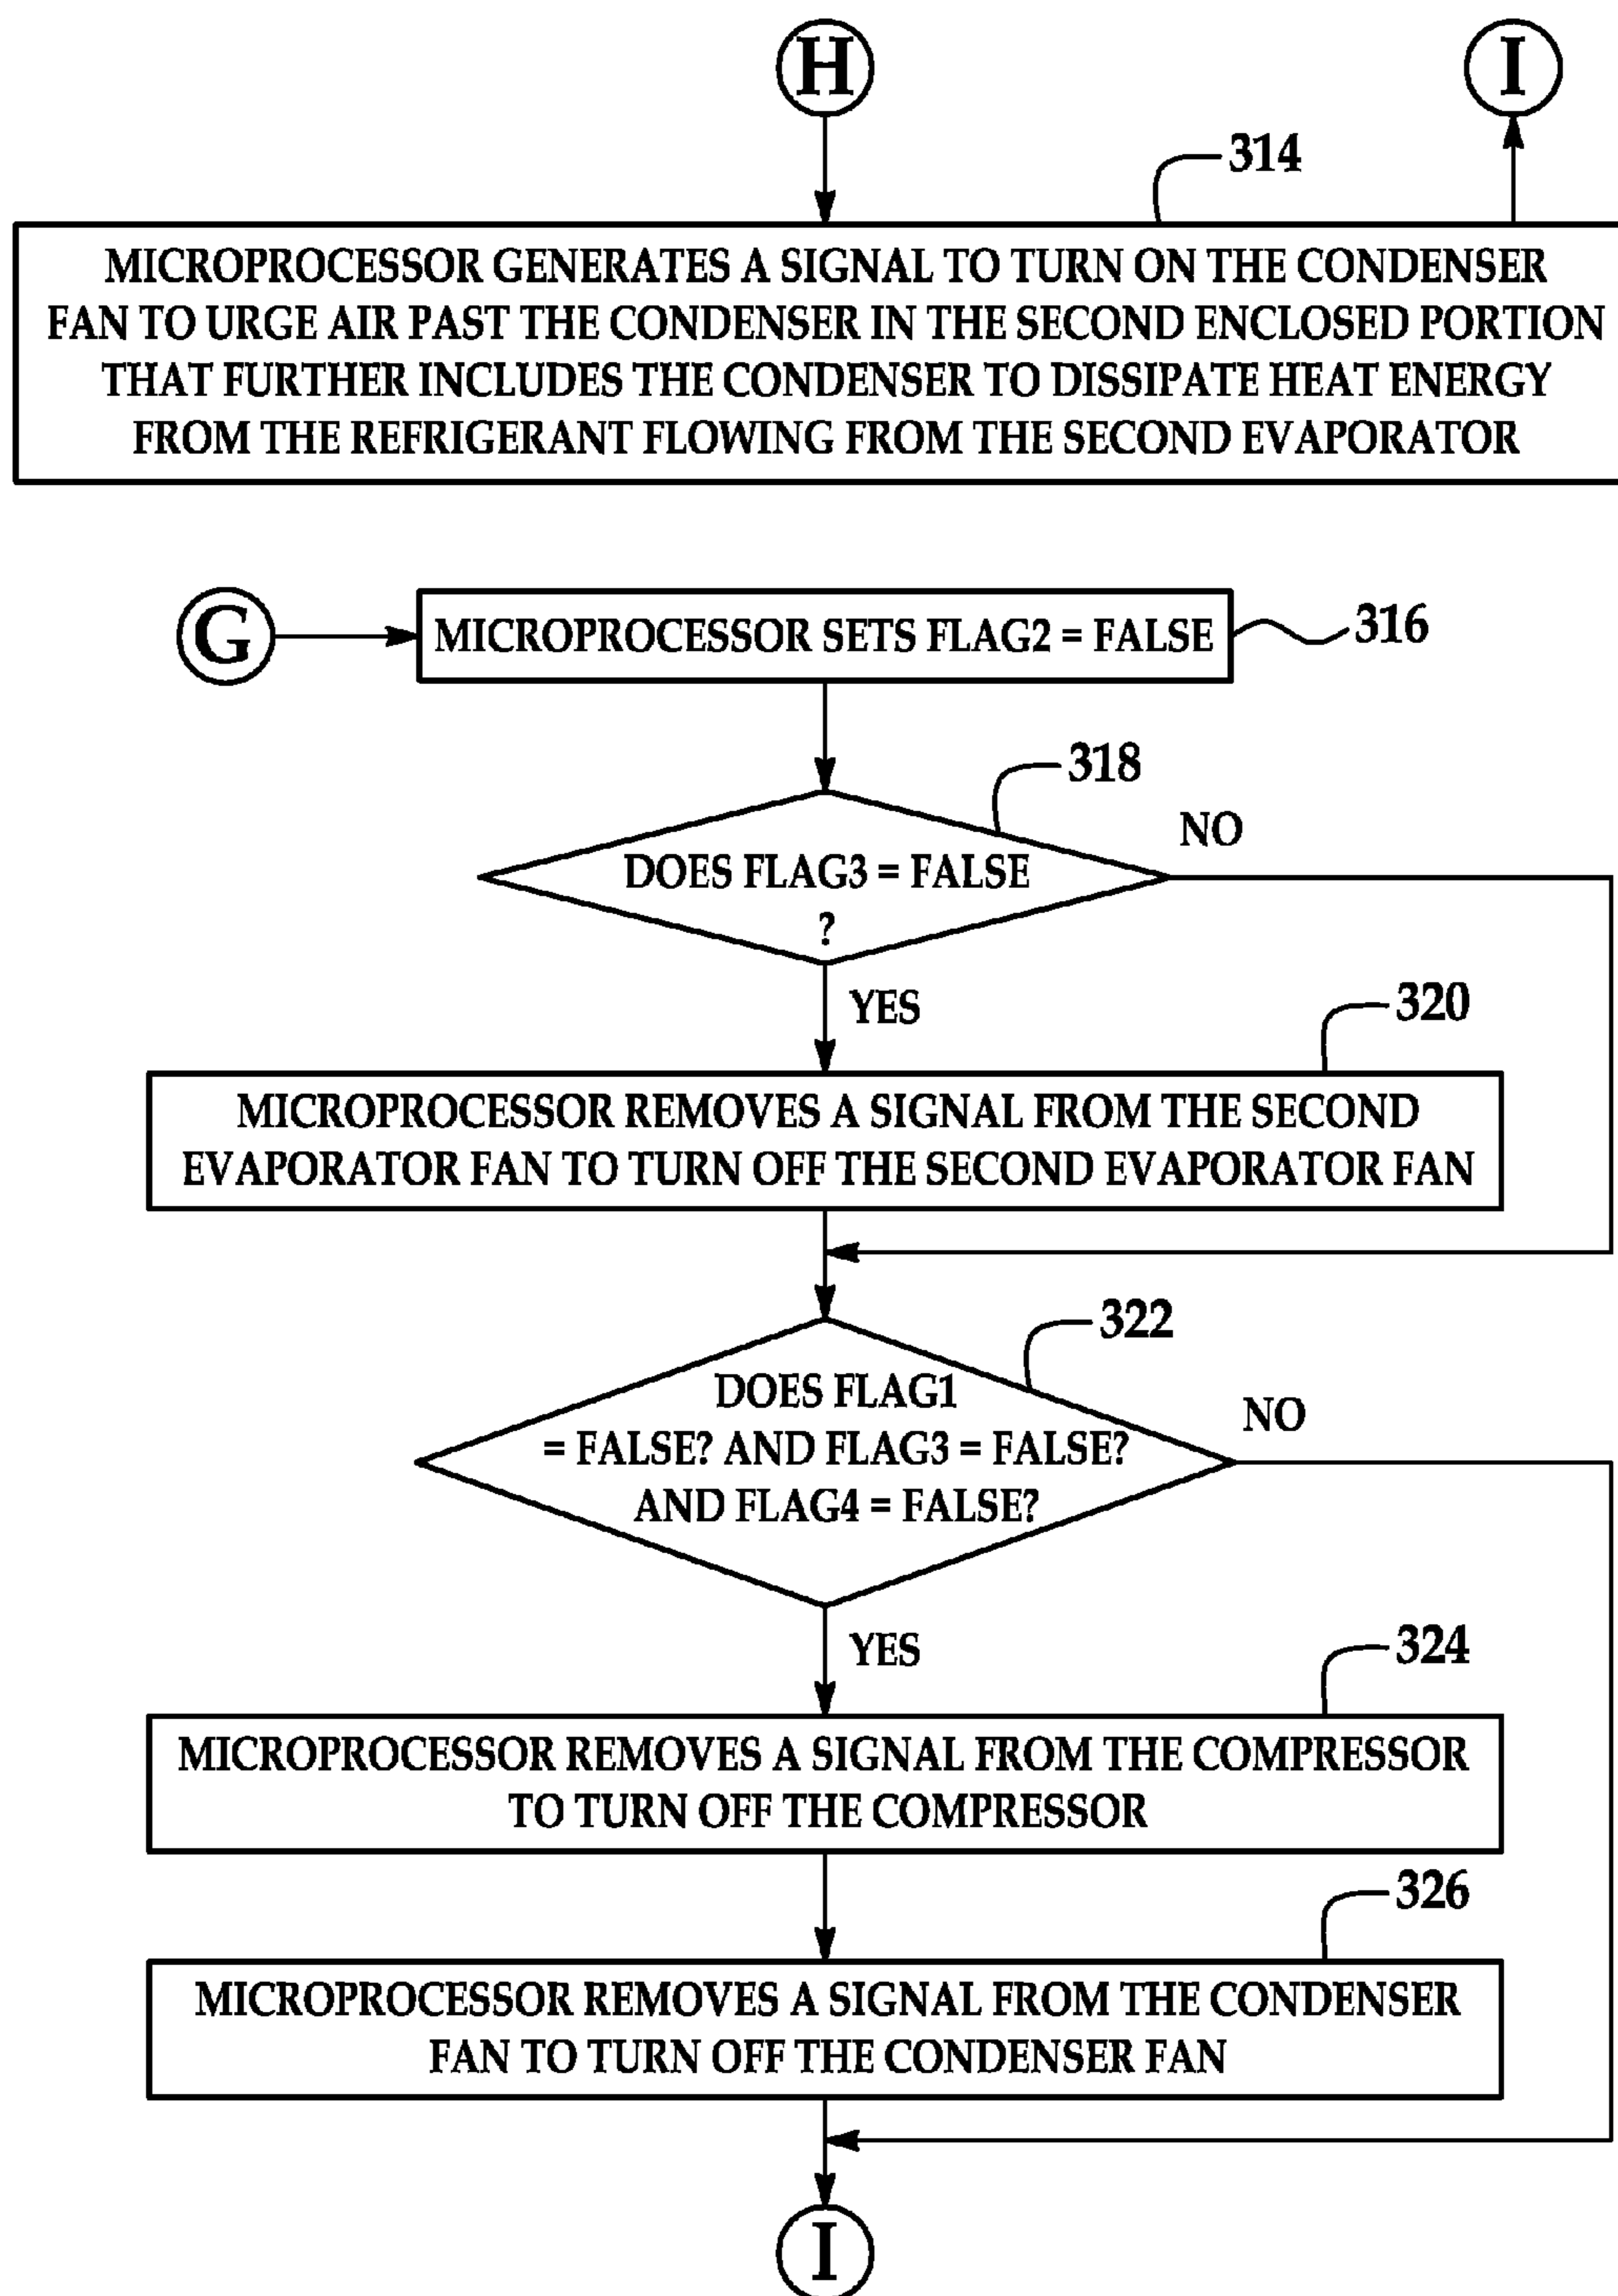 H
I
314
MICROPROCESSOR GENERATES A SIGNAL TO TURN ON THE CONDENSER
FAN TO URGE AIR PAST THE CONDENSER IN THE SECOND ENCLOSED PORTION
THAT FURTHER INCLUDES THE CONDENSER TO DISSIPATE HEAT ENERGY
FROM THE REFRIGERANT FLOWING FROM THE SECOND EVAPORATOR
G
MICROPROCESSOR SETS FLAG2 = FALSE
316
318
NO
DOES FLAG3 = FALSE
?
YES
320
MICROPROCESSOR REMOVES A SIGNAL FROM THE SECOND
EVAPORATOR FAN TO TURN OFF THE SECOND EVAPORATOR FAN
322
DOES FLAG1
NO
= FALSE? AND FLAG3 = FALSE?
AND FLAG4 = FALSE?
YES
324
MICROPROCESSOR REMOVES A SIGNAL FROM THE COMPRESSOR
TO TURN OFF THE COMPRESSOR
326
MICROPROCESSOR REMOVES A SIGNAL FROM THE CONDENSER
FAN TO TURN OFF THE CONDENSER FAN
I